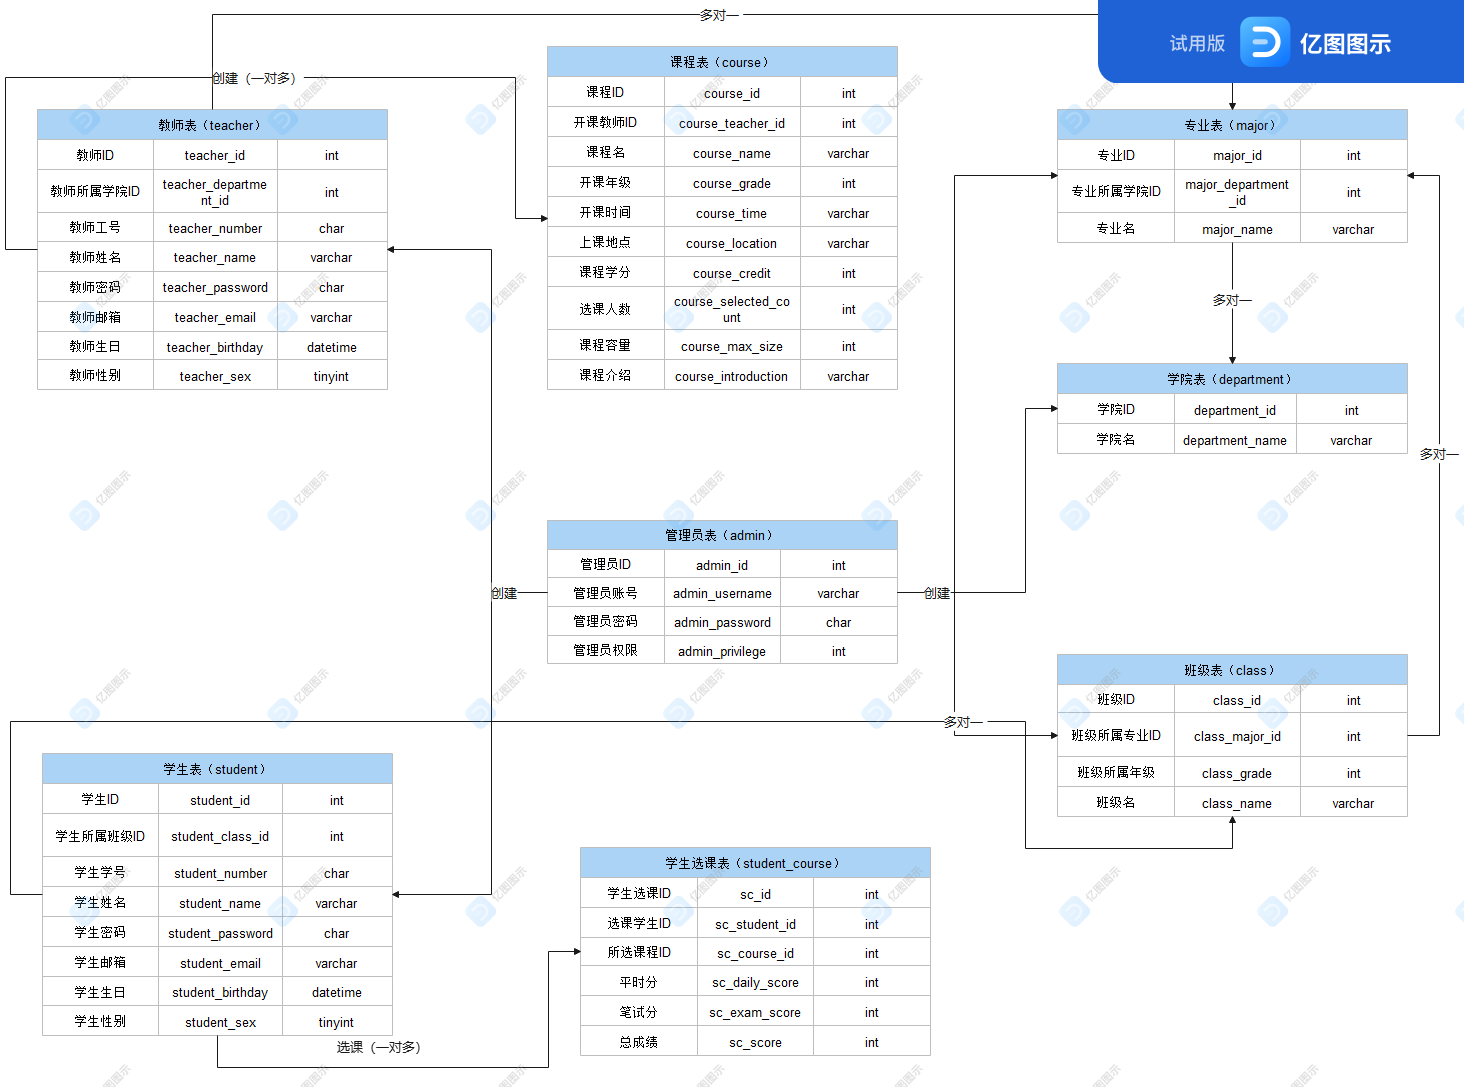 多对一
试用版 亿图图示
创建（一对多）
课程表（course）
课程ID course_id int
开课教师ID course_teacher_id int
课程名 course_name varchar
开课年级 course_grade int
开课时间 course_time varchar
上课地点 course_location varchar
课程学分 course_credit int
选课人数 course_selected_co
unt int
课程容量 course_max_size int
课程介绍 course_introduction varchar
教师表（teacher）
教师ID teacher_id int
教师所属学院ID teacher_departme
nt_id int
教师工号 teacher_number char
教师姓名 teacher_name varchar
教师密码 teacher_password char
教师邮箱 teacher_email varchar
教师生日 teacher_birthday datetime
教师性别 teacher_sex tinyint
专业表（major）
专业ID major_id int
专业所属学院ID major_department
_id int
专业名 major_name varchar
多对一
学院表（department）
学院ID department_id int
学院名 department_name varchar
多对一
管理员表（admin）
管理员ID admin_id int
管理员账号 admin_username varchar
管理员密码 admin_password char
管理员权限 admin_privilege int
创建
创建
班级表（class）
班级ID class_id int
班级所属专业ID class_major_id int
班级所属年级 class_grade int
班级名 class_name varchar
多对一
学生表（student）
学生ID student_id int
学生所属班级ID student_class_id int
学生学号 student_number char
学生姓名 student_name varchar
学生密码 student_password char
学生邮箱 student_email varchar
学生生日 student_birthday datetime
学生性别 student_sex tinyint
选课（一对多）
学生选课表（student_course）
学生选课ID sc_id int
选课学生ID sc_student_id int
所选课程ID sc_course_id int
平时分 sc_daily_score int
笔试分 sc_exam_score int
总成绩 sc_score int